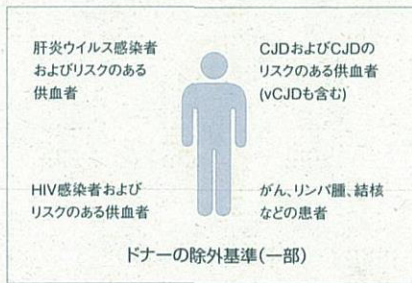 肝炎ウイルス感染者
およびリスクのある
供血者
CJDおよびCJDの
リスクのある供血者
(vCJDも含む)
HIV感染者および
リスクのある供血者
がん、リンパ腫、結核
などの患者
ドナーの除外基準(一部)